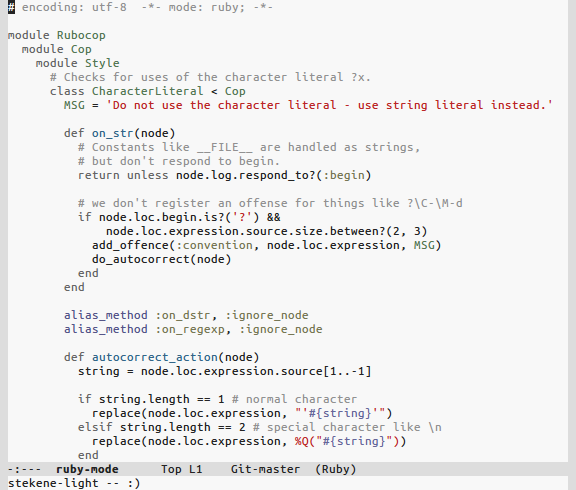 # encoding: utf-8  -*- mode: ruby; -*-

module Rubocop
  module Cop
    module Style
      # Checks for uses of the character literal ?x.
      class CharacterLiteral < Cop
        MSG = 'Do not use the character literal - use string literal instead.'

        def on_str(node)
          # Constants like __FILE__ are handled as strings,
          # but don't respond to begin.
          return unless node.log.respond_to?(:begin)

          # we don't register an offense for things like ?\C-\M-d
          if node.loc.begin.is?('?') &&
              node.loc.expression.source.size.between?(2, 3)
            add_offence(:convention, node.loc.expression, MSG)
            do_autocorrect(node)
          end
        end

        alias_method :on_dstr, :ignore_node
        alias_method :on_regexp, :ignore_node

        def autocorrect_action(node)
          string = node.loc.expression.source[1..-1]

          if string.length == 1 # normal character
            replace(node.loc.expression, "'#{string}'")
          elsif string.length == 2 # special character like \n
            replace(node.loc.expression, %Q("#{string}"))
          end
-:---  ruby-mode      Top L1    Git-master  (Ruby)
stekene-light -- :)